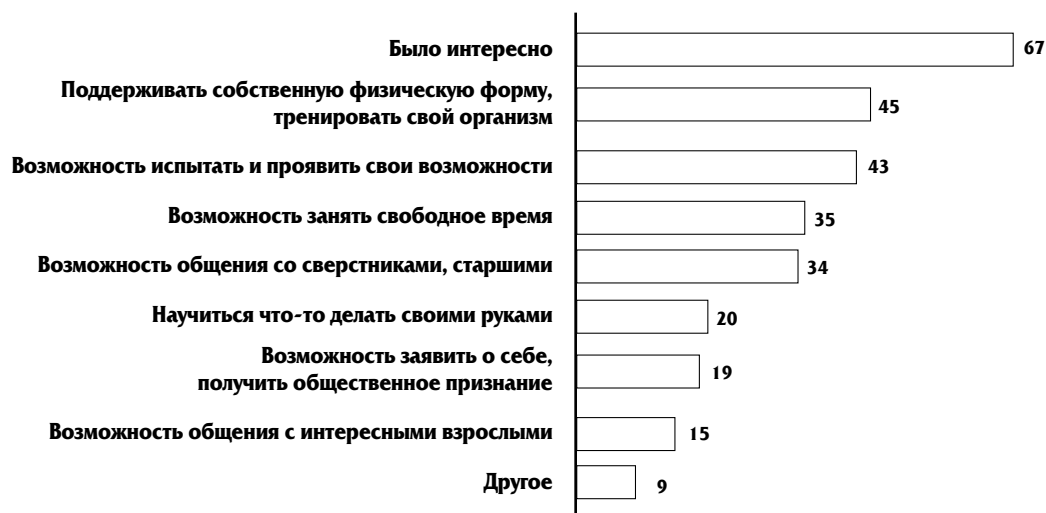 Было интересно
67
Поддерживать собственную физическую форму,
тренировать свой организм
45
Возможность испытать и проявить свои возможности
43
Возможность занять свободное время
35
Возможность общения со сверстниками, старшими
34
Научиться что-то делать своими руками
20
Возможность заявить о себе,
получить общественное признание
19
Возможность общения с интересными взрослыми
15
Другое
9